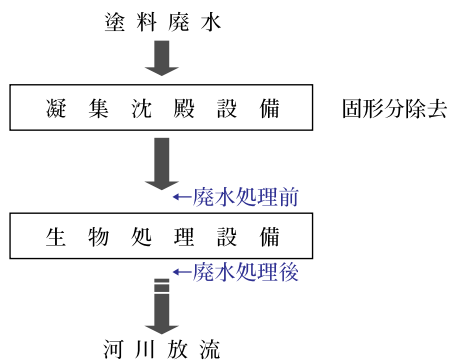 塗料廃水
凝集沈殿設備
固形分除去
←廃水処理前
生物処理設備
←廃水処理後
河川放流